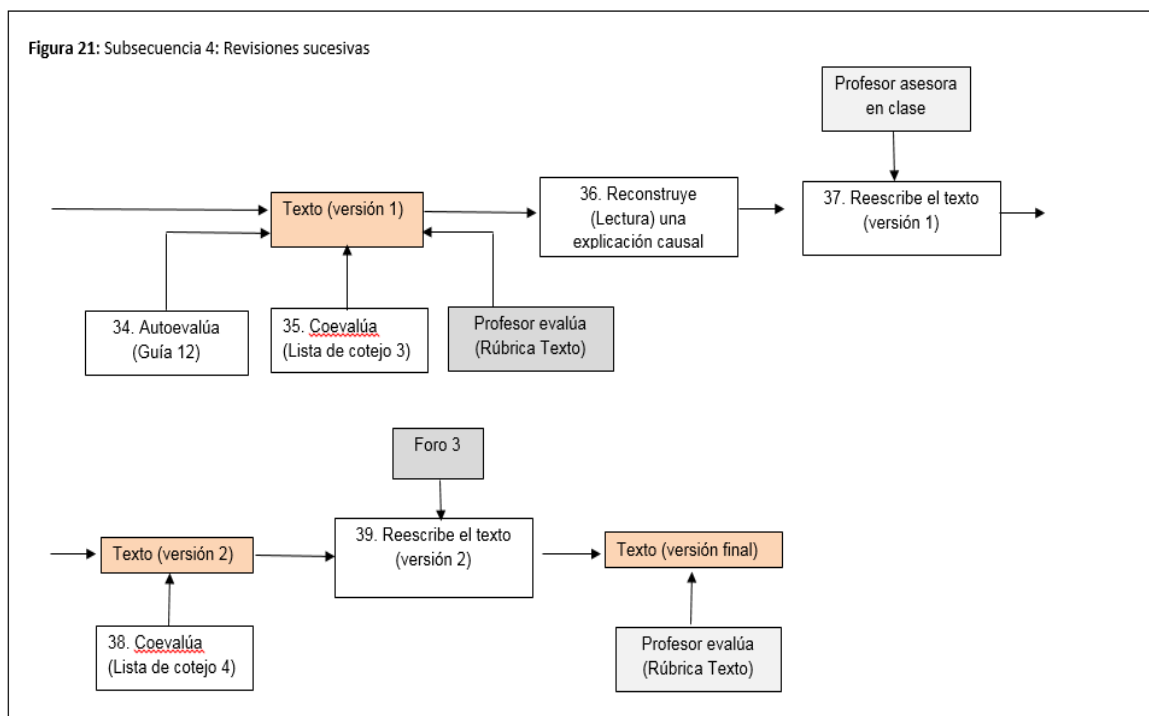 Figura 21: Subsecuencia 4: Revisiones sucesivas
Profesor asesora
en clase
Texto (versión 1)
36. Reconstruye
(Lectura) una
explicación causal
37. Reescribe el texto
(versión 1)
34. Autoevalúa
(Guía 12)
35. Coevalúa
(Lista de cotejo 3)
Profesor evalúa
(Rúbrica Texto)
Foro 3
Texto (versión 2)
39. Reescribe el texto
(versión 2)
Texto (versión final)
38. Coevalúa
(Lista de cotejo 4)
Profesor evalúa
(Rúbrica Texto)